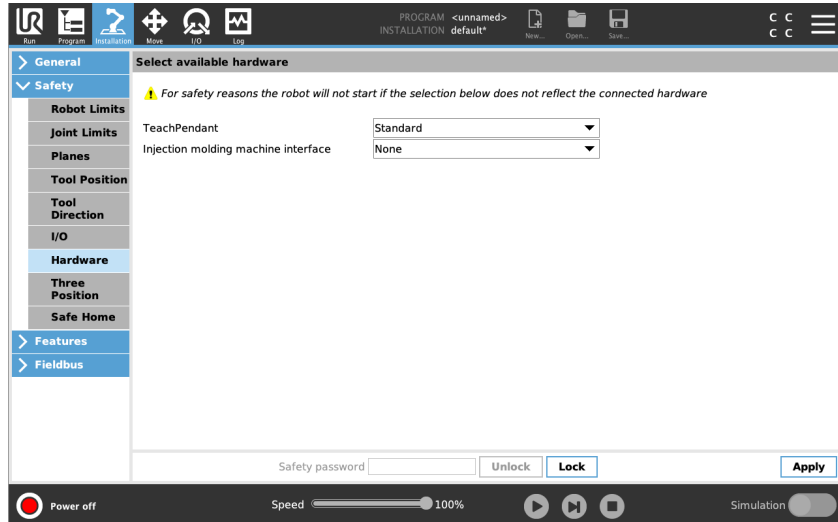 UR
PROGRAM <unnamed>
INSTALLATION default*
C C
C C
Run Program Installation Move I/O Log New... Open... Save...
General
Safety
Robot Limits
Joint Limits
Planes
Tool Position
Tool
Direction
I/O
Hardware
Three
Position
Safe Home
Features
Fieldbus
Select available hardware
For safety reasons the robot will not start if the selection below does not reflect the connected hardware
TeachPendant Standard
Injection molding machine interface None
Safety password Unlock Lock Apply
Power off Speed 100% Simulation